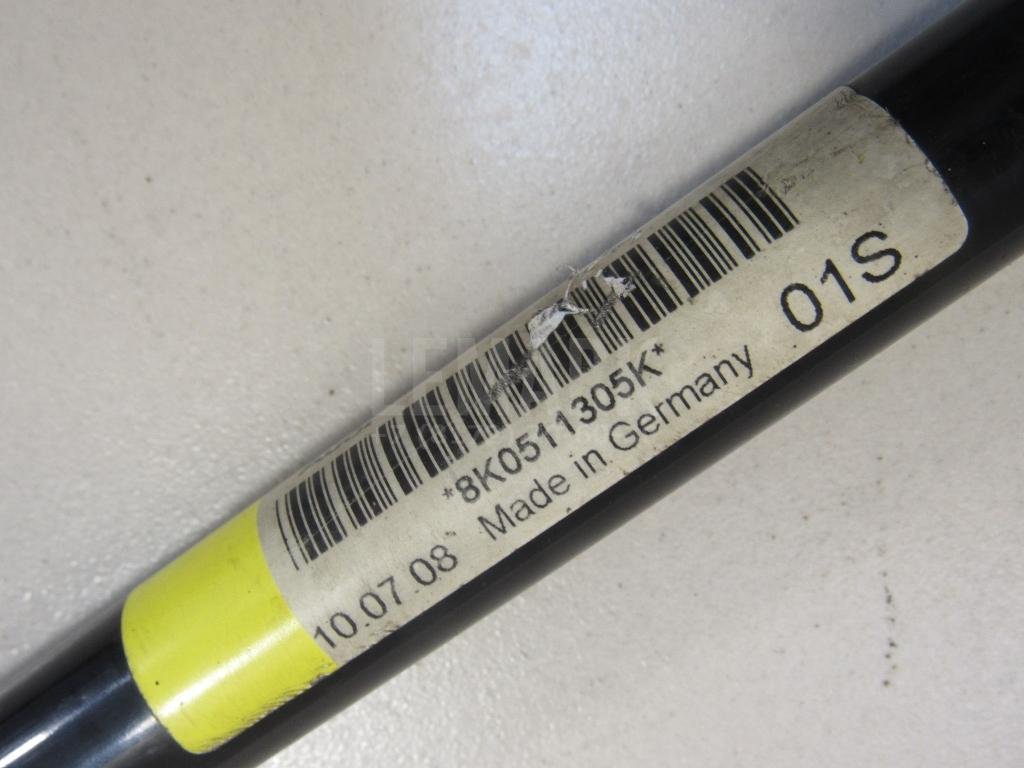 *8K0511305K*
10.07.08 Made in Germany
01S